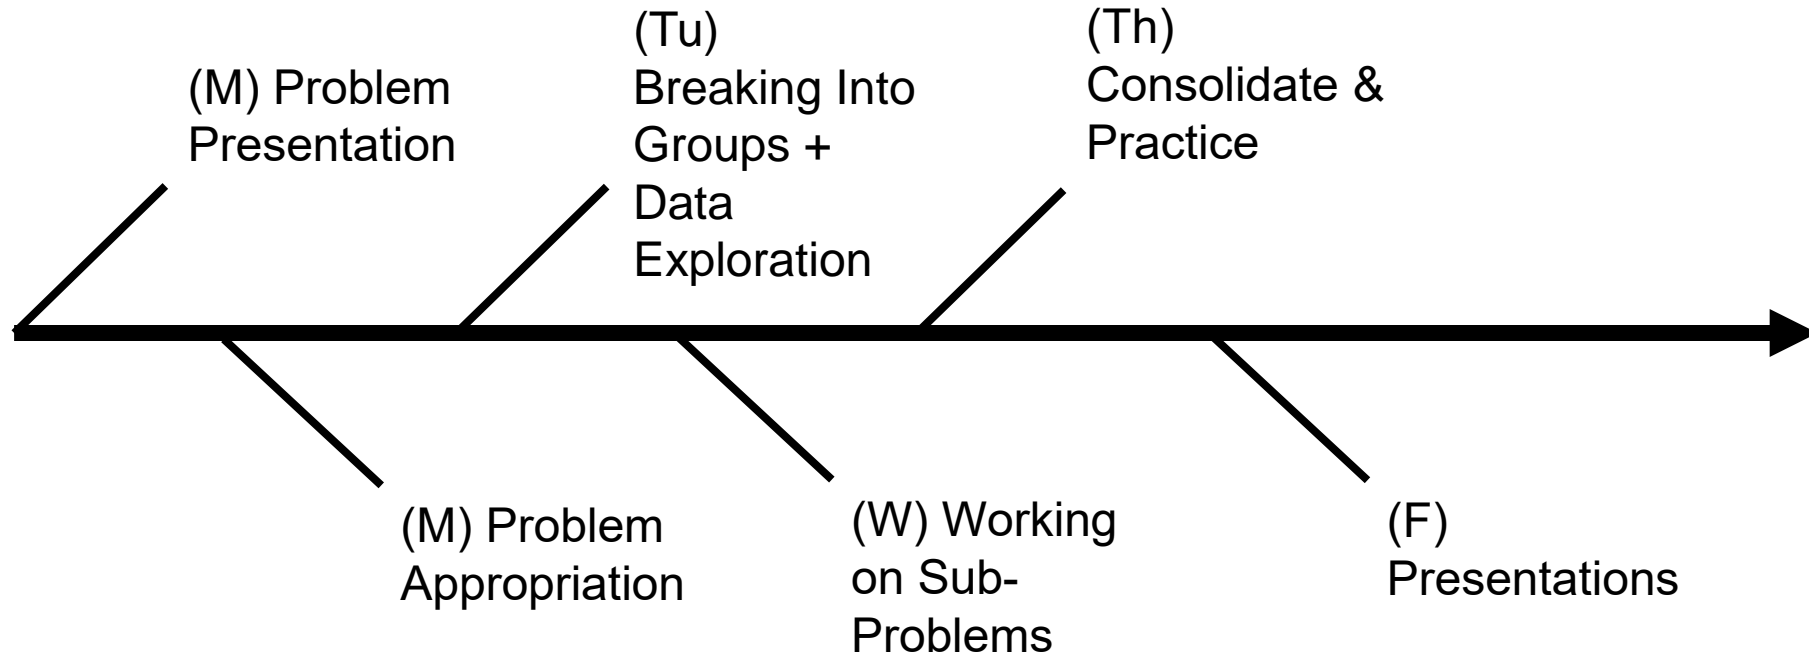 (M) Problem
Presentation
(Tu)
Breaking Into
Groups +
Data
Exploration
(Th)
Consolidate &
Practice
(M) Problem
Appropriation
(W) Working
on Sub-
Problems
(F)
Presentations